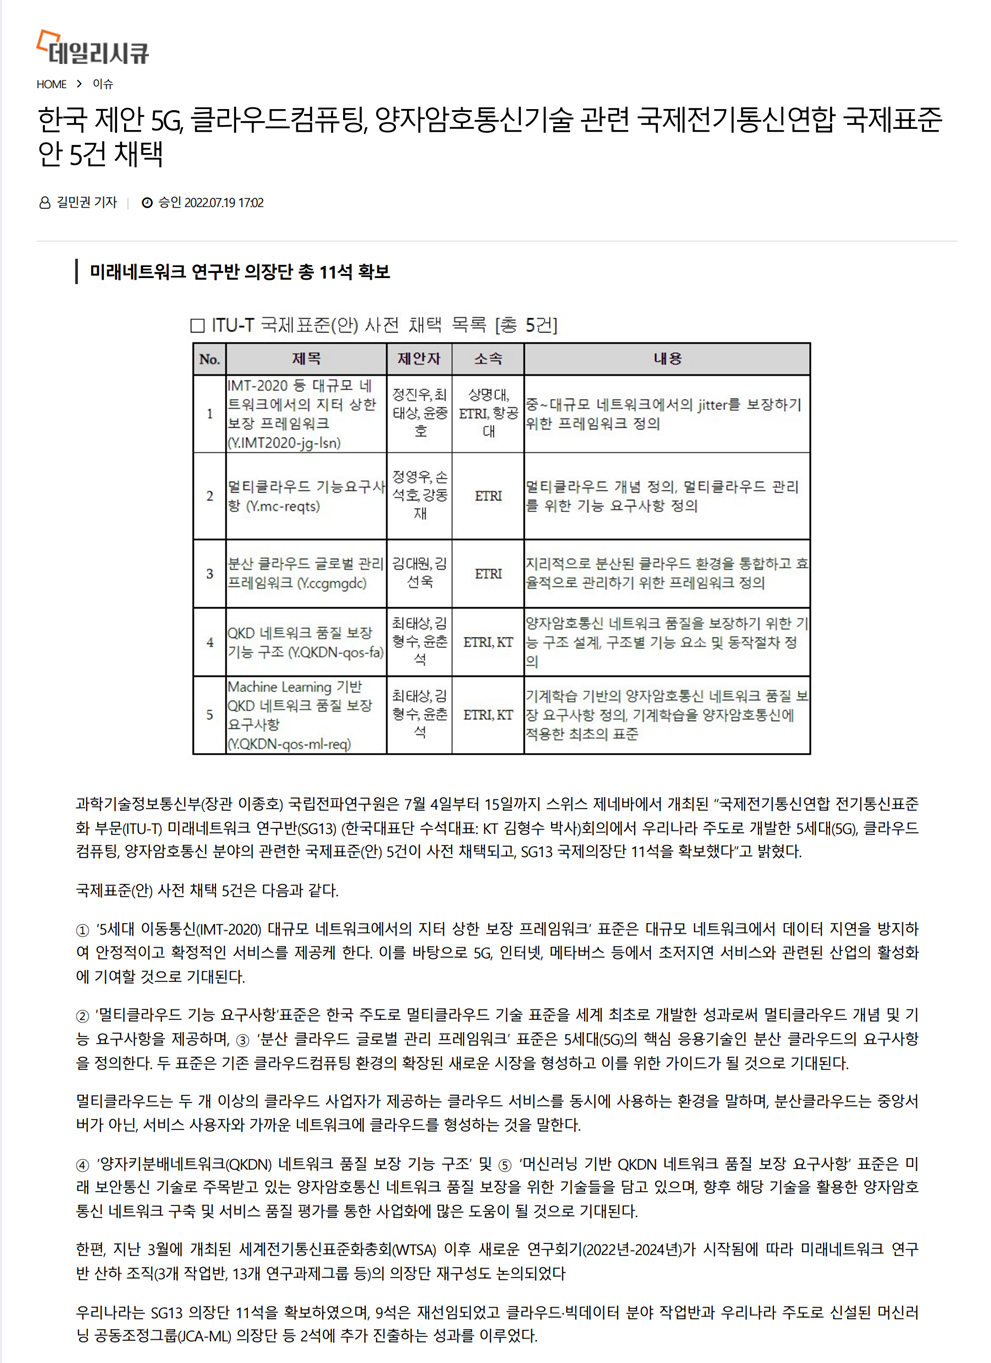 데일리시큐
HOME > 이슈
한국 제안 5G, 클라우드컴퓨팅, 양자암호통신기술 관련 국제전기통신연합 국제표준
안 5건 채택
길민권 기자 | 승인 2022.07.19 17:02
미래네트워크 연구반 의장단 총 11석 확보
□ ITU-T 국제표준(안) 사전 채택 목록 [총 5건]
No. 제목 제안자 소속 내용
1
IMT-2020 등 대규모 네
트워크에서의 지터 상한
보장 프레임워크
(Y.IMT2020-jg-lsn)
정진우, 최
태상, 윤종
호
상명대,
ETRI, 항공
대
중~대규모 네트워크에서의 jitter를 보장하기
위한 프레임워크 정의
2
멀티클라우드 기능요구사
항 (Y.mc-reqts)
정영우, 손
석호, 강동
재
ETRI
멀티클라우드 개념 정의, 멀티클라우드 관리
를 위한 기능 요구사항 정의
3
분산 클라우드 글로벌 관리
프레임워크 (Y.ccgmgdc)
김대원, 김
선욱
ETRI
지리적으로 분산된 클라우드 환경을 통합하고 효
율적으로 관리하기 위한 프레임워크 정의
4
QKD 네트워크 품질 보장
기능 구조 (Y.QKDN-qos-fa)
최태상, 김
형수, 윤춘
석
ETRI, KT
양자암호통신 네트워크 품질을 보장하기 위한 기
능 구조 설계, 구조별 기능 요소 및 동작절차 정
의
5
Machine Learning 기반
QKD 네트워크 품질 보장
요구사항
(Y.QKDN-qos-ml-req)
최태상, 김
형수, 윤춘
석
ETRI, KT
기계학습 기반의 양자암호통신 네트워크 품질 보
장 요구사항 정의, 기계학습을 양자암호통신에
적용한 최초의 표준
과학기술정보통신부(장관 이종호) 국립전파연구원은 7월 4일부터 15일까지 스위스 제네바에서 개최된 “국제전기통신연합 전기통신표준
화 부문(ITU-T) 미래네트워크 연구반(SG13) (한국대표단 수석대표: KT 김형수 박사)회의에서 우리나라 주도로 개발한 5세대(5G), 클라우드
컴퓨팅, 양자암호통신 분야의 관련한 국제표준(안) 5건이 사전 채택되고, SG13 국제의장단 11석을 확보했다”고 밝혔다.
국제표준(안) 사전 채택 5건은 다음과 같다.
① ‘5세대 이동통신(IMT-2020) 대규모 네트워크에서의 지터 상한 보장 프레임워크’ 표준은 대규모 네트워크에서 데이터 지연을 방지하
여 안정적이고 확정적인 서비스를 제공케 한다. 이를 바탕으로 5G, 인터넷, 메타버스 등에서 초저지연 서비스와 관련된 산업의 활성화
에 기여할 것으로 기대된다.
② ‘멀티클라우드 기능 요구사항’표준은 한국 주도로 멀티클라우드 기술 표준을 세계 최초로 개발한 성과로써 멀티클라우드 개념 및 기
능 요구사항을 제공하며, ③ ‘분산 클라우드 글로벌 관리 프레임워크’ 표준은 5세대(5G)의 핵심 응용기술인 분산 클라우드의 요구사항
을 정의한다. 두 표준은 기존 클라우드컴퓨팅 환경의 확장된 새로운 시장을 형성하고 이를 위한 가이드가 될 것으로 기대된다.
멀티클라우드는 두 개 이상의 클라우드 사업자가 제공하는 클라우드 서비스를 동시에 사용하는 환경을 말하며, 분산클라우드는 중앙서
버가 아닌, 서비스 사용자와 가까운 네트워크에 클라우드를 형성하는 것을 말한다.
④ ‘양자키분배네트워크(QKDN) 네트워크 품질 보장 기능 구조’ 및 ⑤ ‘머신러닝 기반 QKDN 네트워크 품질 보장 요구사항’ 표준은 미
래 보안통신 기술로 주목받고 있는 양자암호통신 네트워크 품질 보장을 위한 기술들을 담고 있으며, 향후 해당 기술을 활용한 양자암호
통신 네트워크 구축 및 서비스 품질 평가를 통한 사업화에 많은 도움이 될 것으로 기대된다.
한편, 지난 3월에 개최된 세계전기통신표준화총회(WTSA) 이후 새로운 연구회기(2022년-2024년)가 시작됨에 따라 미래네트워크 연구
반 산하 조직(3개 작업반, 13개 연구과제그룹 등)의 의장단 재구성도 논의되었다
우리나라는 SG13 의장단 11석을 확보하였으며, 9석은 재선임되었고 클라우드·빅데이터 분야 작업반과 우리나라 주도로 신설된 머신러
닝 공동조정그룹(JCA-ML) 의장단 등 2석에 추가 진출하는 성과를 이루었다.